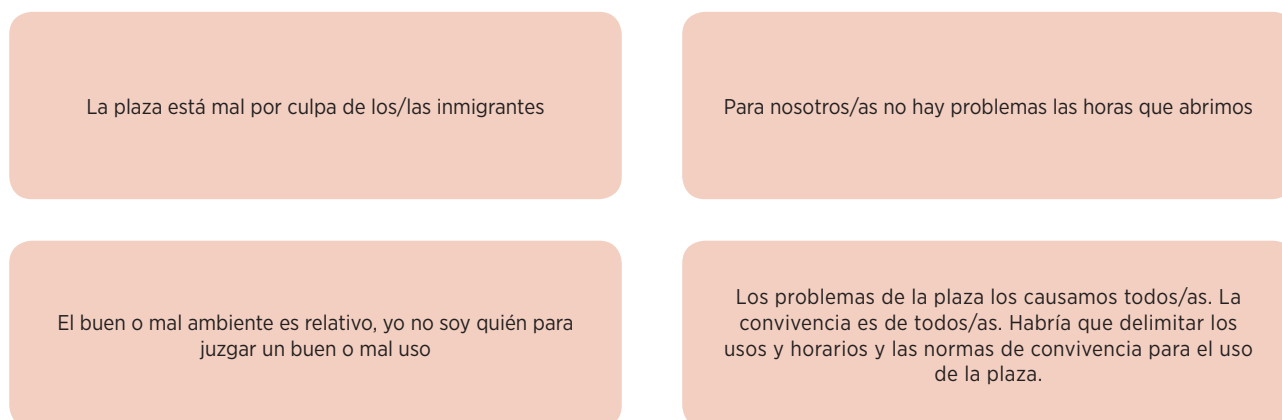 La plaza está mal por culpa de los/las inmigrantes
Para nosotros/as no hay problemas las horas que abrimos
El buen o mal ambiente es relativo, yo no soy quién para
juzgar un buen o mal uso
Los problemas de la plaza los causamos todos/as. La
convivencia es de todos/as. Habría que delimitar los
usos y horarios y las normas de convivencia para el uso
de la plaza.